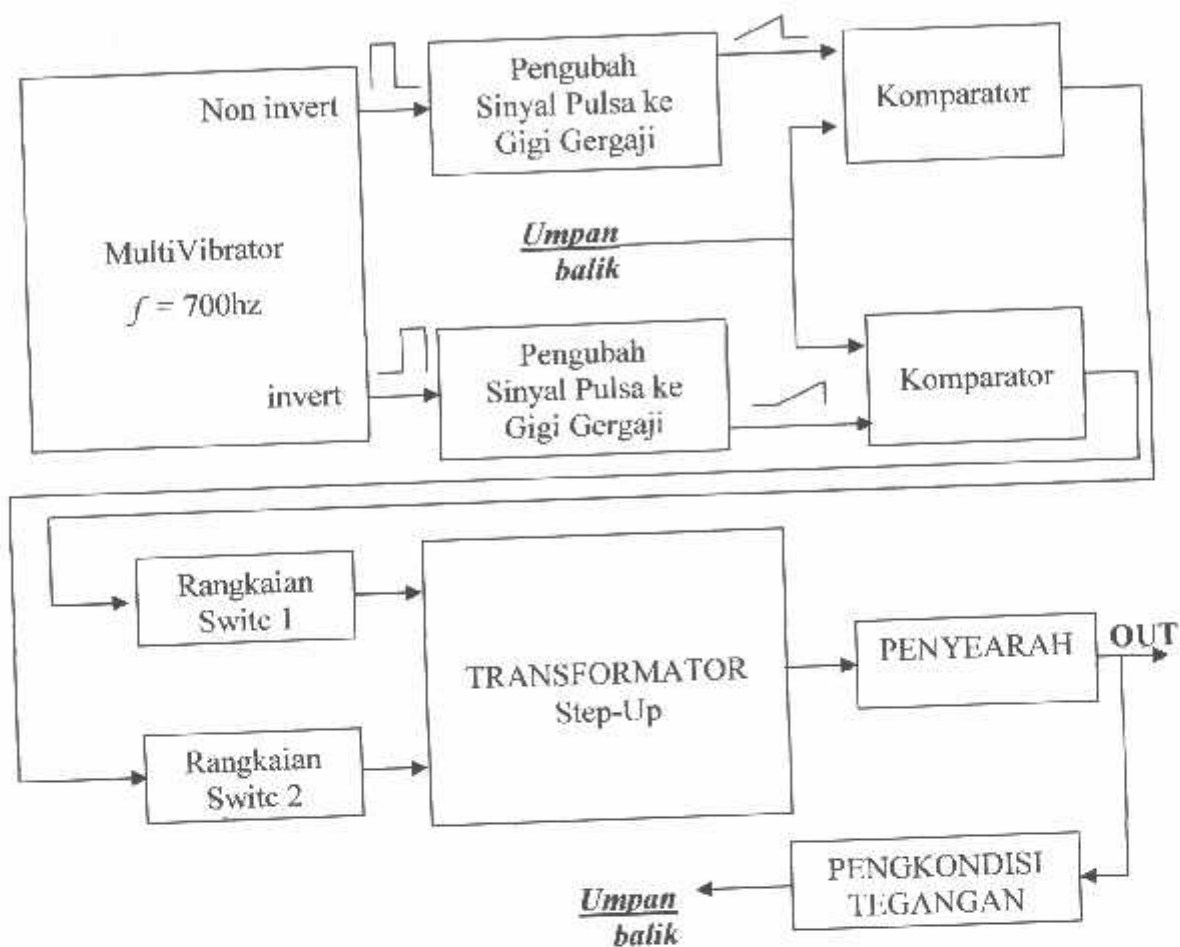 Pengubah
Sinyal Pulsa ke
Gigi Gergaji
Komparator
Non invert
MultiVibrator
f = 700hz
Umpan
balik
invert
Pengubah
Sinyal Pulsa ke
Gigi Gergaji
Komparator
Rangkaian
Switc 1
TRANSFORMATOR
Step-Up
PENYEARAH
OUT
Rangkaian
Switc 2
PENGKONDISI
TEGANGAN
Umpan
balik